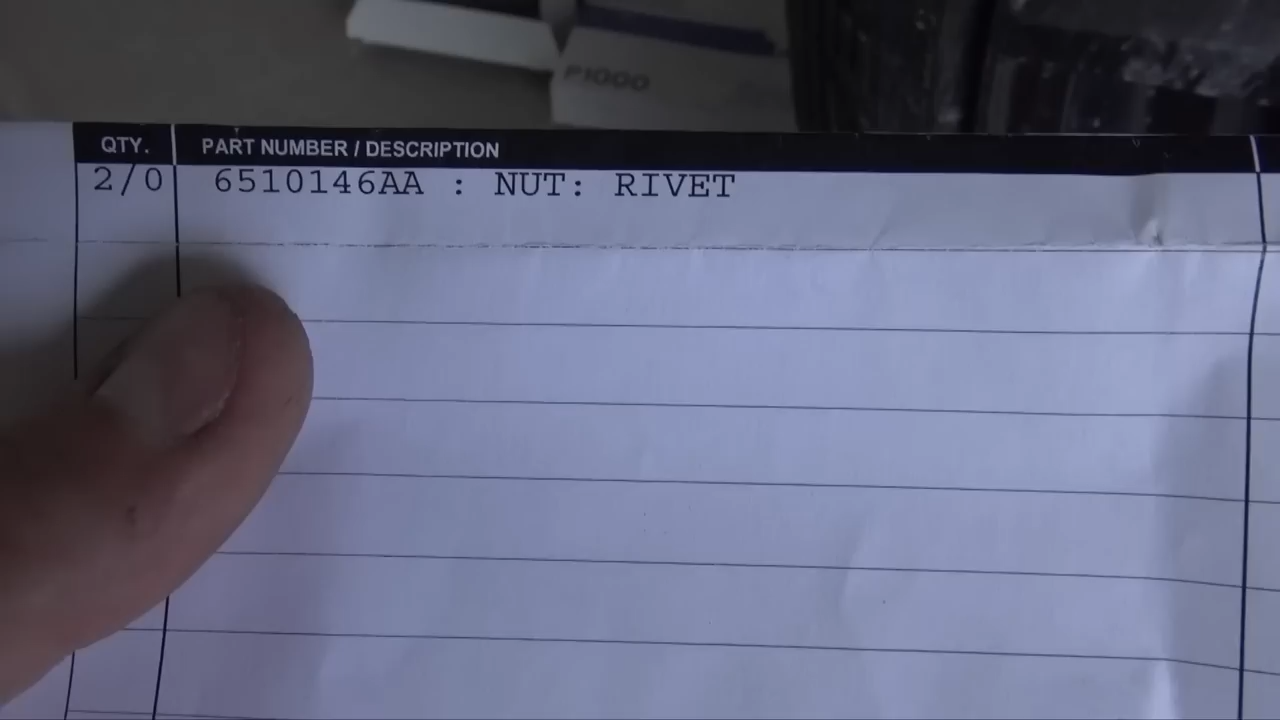 P1000
QTY. PART NUMBER / DESCRIPTION
2/0 6510146AA : NUT: RIVET